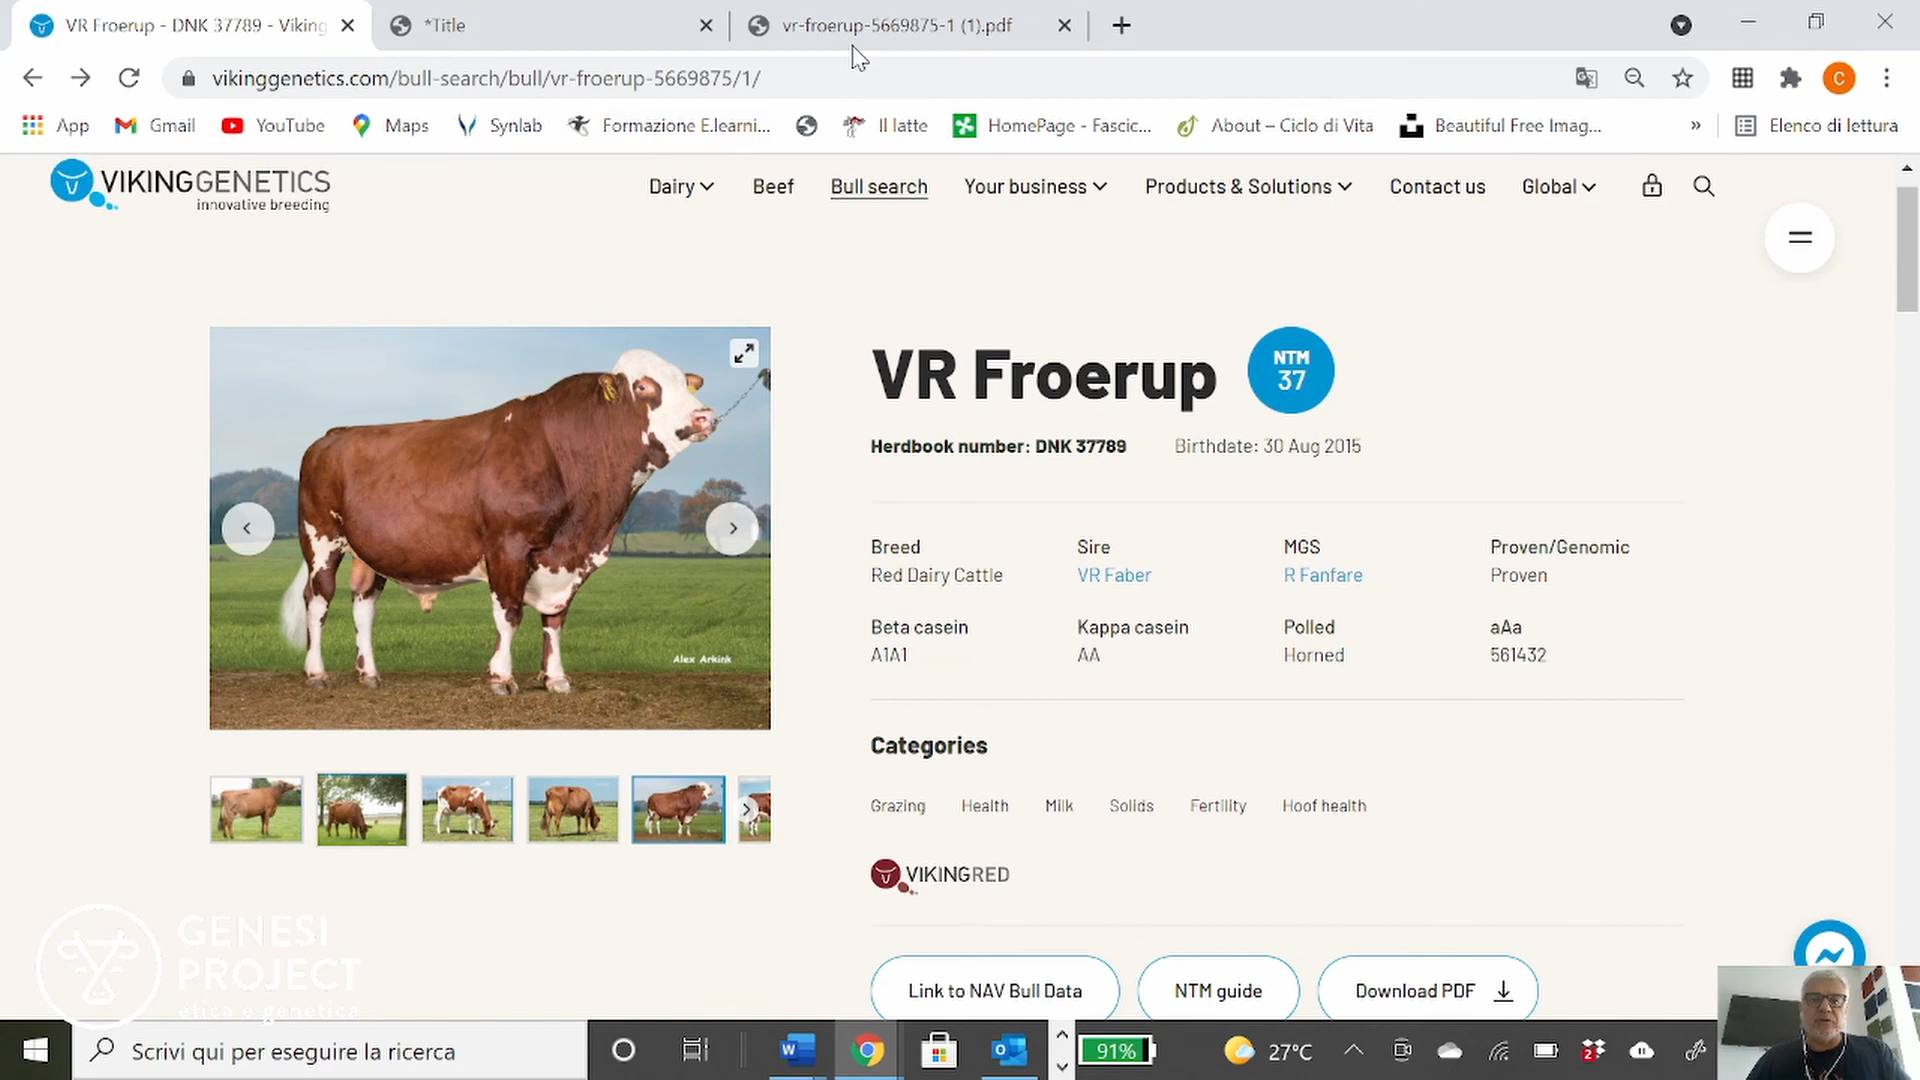 VR Froerup - DNK 37789 - Viking
*Title
vr-froerup-5669875-1 (1).pdf
vikinggenetics.com/bull-search/bull/vr-froerup-5669875/1/
C
App
Gmail
YouTube
Maps
Synlab
Formazione E.learni...
Il latte
HomePage - Fascic...
About – Ciclo di Vita
Beautiful Free Imag...
»
Elenco di lettura
VIKINGGENETICS
innovative breeding
Dairy
Beef
Bull search
Your business
Products & Solutions
Contact us
Global
VR Froerup
NTM
37
Herdbook number: DNK 37789
Birthdate: 30 Aug 2015
Breed
Sire
MGS
Proven/Genomic
Red Dairy Cattle
VR Faber
R Fanfare
Proven
Beta casein
Kappa casein
Polled
aAa
A1A1
AA
Horned
561432
Alex Arkink
Categories
Grazing
Health
Milk
Solids
Fertility
Hoof health
VIKINGRED
GENESI
PROJECT
etica e genetica
Link to NAV Bull Data
NTM guide
Download PDF
Scrivi qui per eseguire la ricerca
91%
27°C
2